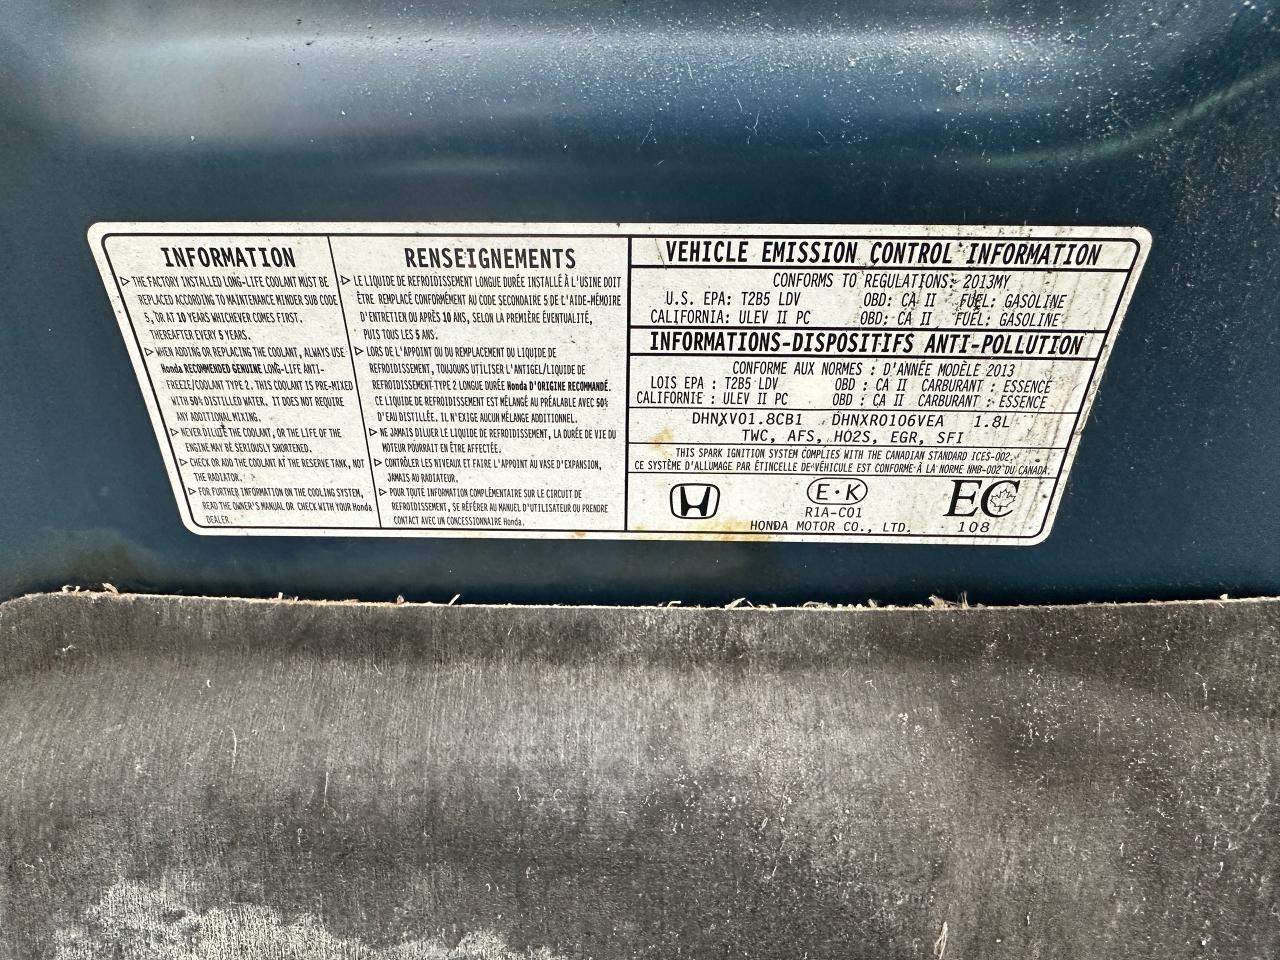 INFORMATION
▷ THE FACTORY INSTALLED LONG-LIFE COOLANT MUST BE
REPLACED ACCORDING TO MAINTENANCE MINDER SUB CODE
5, OR AT 10 YEARS WHICHEVER COMES FIRST.
THEREAFTER EVERY 5 YEARS.
▷ WHEN ADDING OR REPLACING THE COOLANT, ALWAYS USE
Honda RECOMMENDED GENUINE LONG-LIFE ANTI-
FREEZE/COOLANT TYPE 2. THIS COOLANT IS PRE-MIXED
WITH 50% DISTILLED WATER. IT DOES NOT REQUIRE
ANY ADDITIONAL MIXING.
▷ NEVER DILUTE THE COOLANT, OR THE LIFE OF THE
ENGINE MAY BE SERIOUSLY SHORTENED.
▷ CHECK OR ADD THE COOLANT AT THE RESERVE TANK, NOT
THE RADIATOR.
▷ FOR FURTHER INFORMATION ON THE COOLING SYSTEM,
READ THE OWNER'S MANUAL OR CHECK WITH YOUR Honda
DEALER.
RENSEIGNEMENTS
▷ LE LIQUIDE DE REFROIDISSEMENT LONGUE DURÉE INSTALLÉ À L'USINE DOIT
ÊTRE REMPLACÉ CONFORMÉMENT AU CODE SECONDAIRE 5 DE L'AIDE-MÉMOIRE
D'ENTRETIEN OU APRÈS 10 ANS, SELON LA PREMIÈRE ÉVENTUALITÉ,
PUIS TOUS LES 5 ANS.
▷ LORS DE L'APPOINT OU DU REMPLACEMENT DU LIQUIDE DE
REFROIDISSEMENT, TOUJOURS UTILISER L'ANTIGEL/LIQUIDE DE
REFROIDISSEMENT TYPE 2 LONGUE DURÉE Honda D'ORIGINE RECOMMANDÉ.
CE LIQUIDE DE REFROIDISSEMENT EST MÉLANGÉ AU PRÉALABLE AVEC 50%
D'EAU DISTILLÉE. IL N'EXIGE AUCUN MÉLANGE ADDITIONNEL.
▷ NE JAMAIS DILUER LE LIQUIDE DE REFROIDISSEMENT, LA DURÉE DE VIE DU
MOTEUR POURRAIT EN ÊTRE AFFECTÉE.
▷ CONTRÔLER LES NIVEAUX ET FAIRE L'APPOINT AU VASE D'EXPANSION,
JAMAIS AU RADIATEUR.
▷ POUR TOUTE INFORMATION COMPLÉMENTAIRE SUR LE CIRCUIT DE
REFROIDISSEMENT, SE RÉFÉRER AU MANUEL D'UTILISATEUR OU PRENDRE
CONTACT AVEC UN CONCESSIONNAIRE Honda.
VEHICLE EMISSION CONTROL INFORMATION
CONFORMS TO REGULATIONS: 2013MY
U.S. EPA: T2B5 LDV OBD: CA II FUEL: GASOLINE
CALIFORNIA: ULEV II PC OBD: CA II FUEL: GASOLINE
INFORMATIONS-DISPOSITIFS ANTI-POLLUTION
CONFORME AUX NORMES : D'ANNÉE MODÈLE 2013
LOIS EPA : T2B5 LDV OBD : CA II CARBURANT : ESSENCE
CALIFORNIE : ULEV II PC OBD : CA II CARBURANT : ESSENCE
DHNXV01.8CB1 DHNXR0106VEA 1.8L
TWC, AFS, HO2S, EGR, SFI
THIS SPARK IGNITION SYSTEM COMPLIES WITH THE CANADIAN STANDARD ICES-002.
CE SYSTÈME D'ALLUMAGE PAR ÉTINCELLE DE VÉHICULE EST CONFORME À LA NORME NMB-002 DU CANADA.
E·K
R1A-C01
HONDA MOTOR CO., LTD.
EC
108